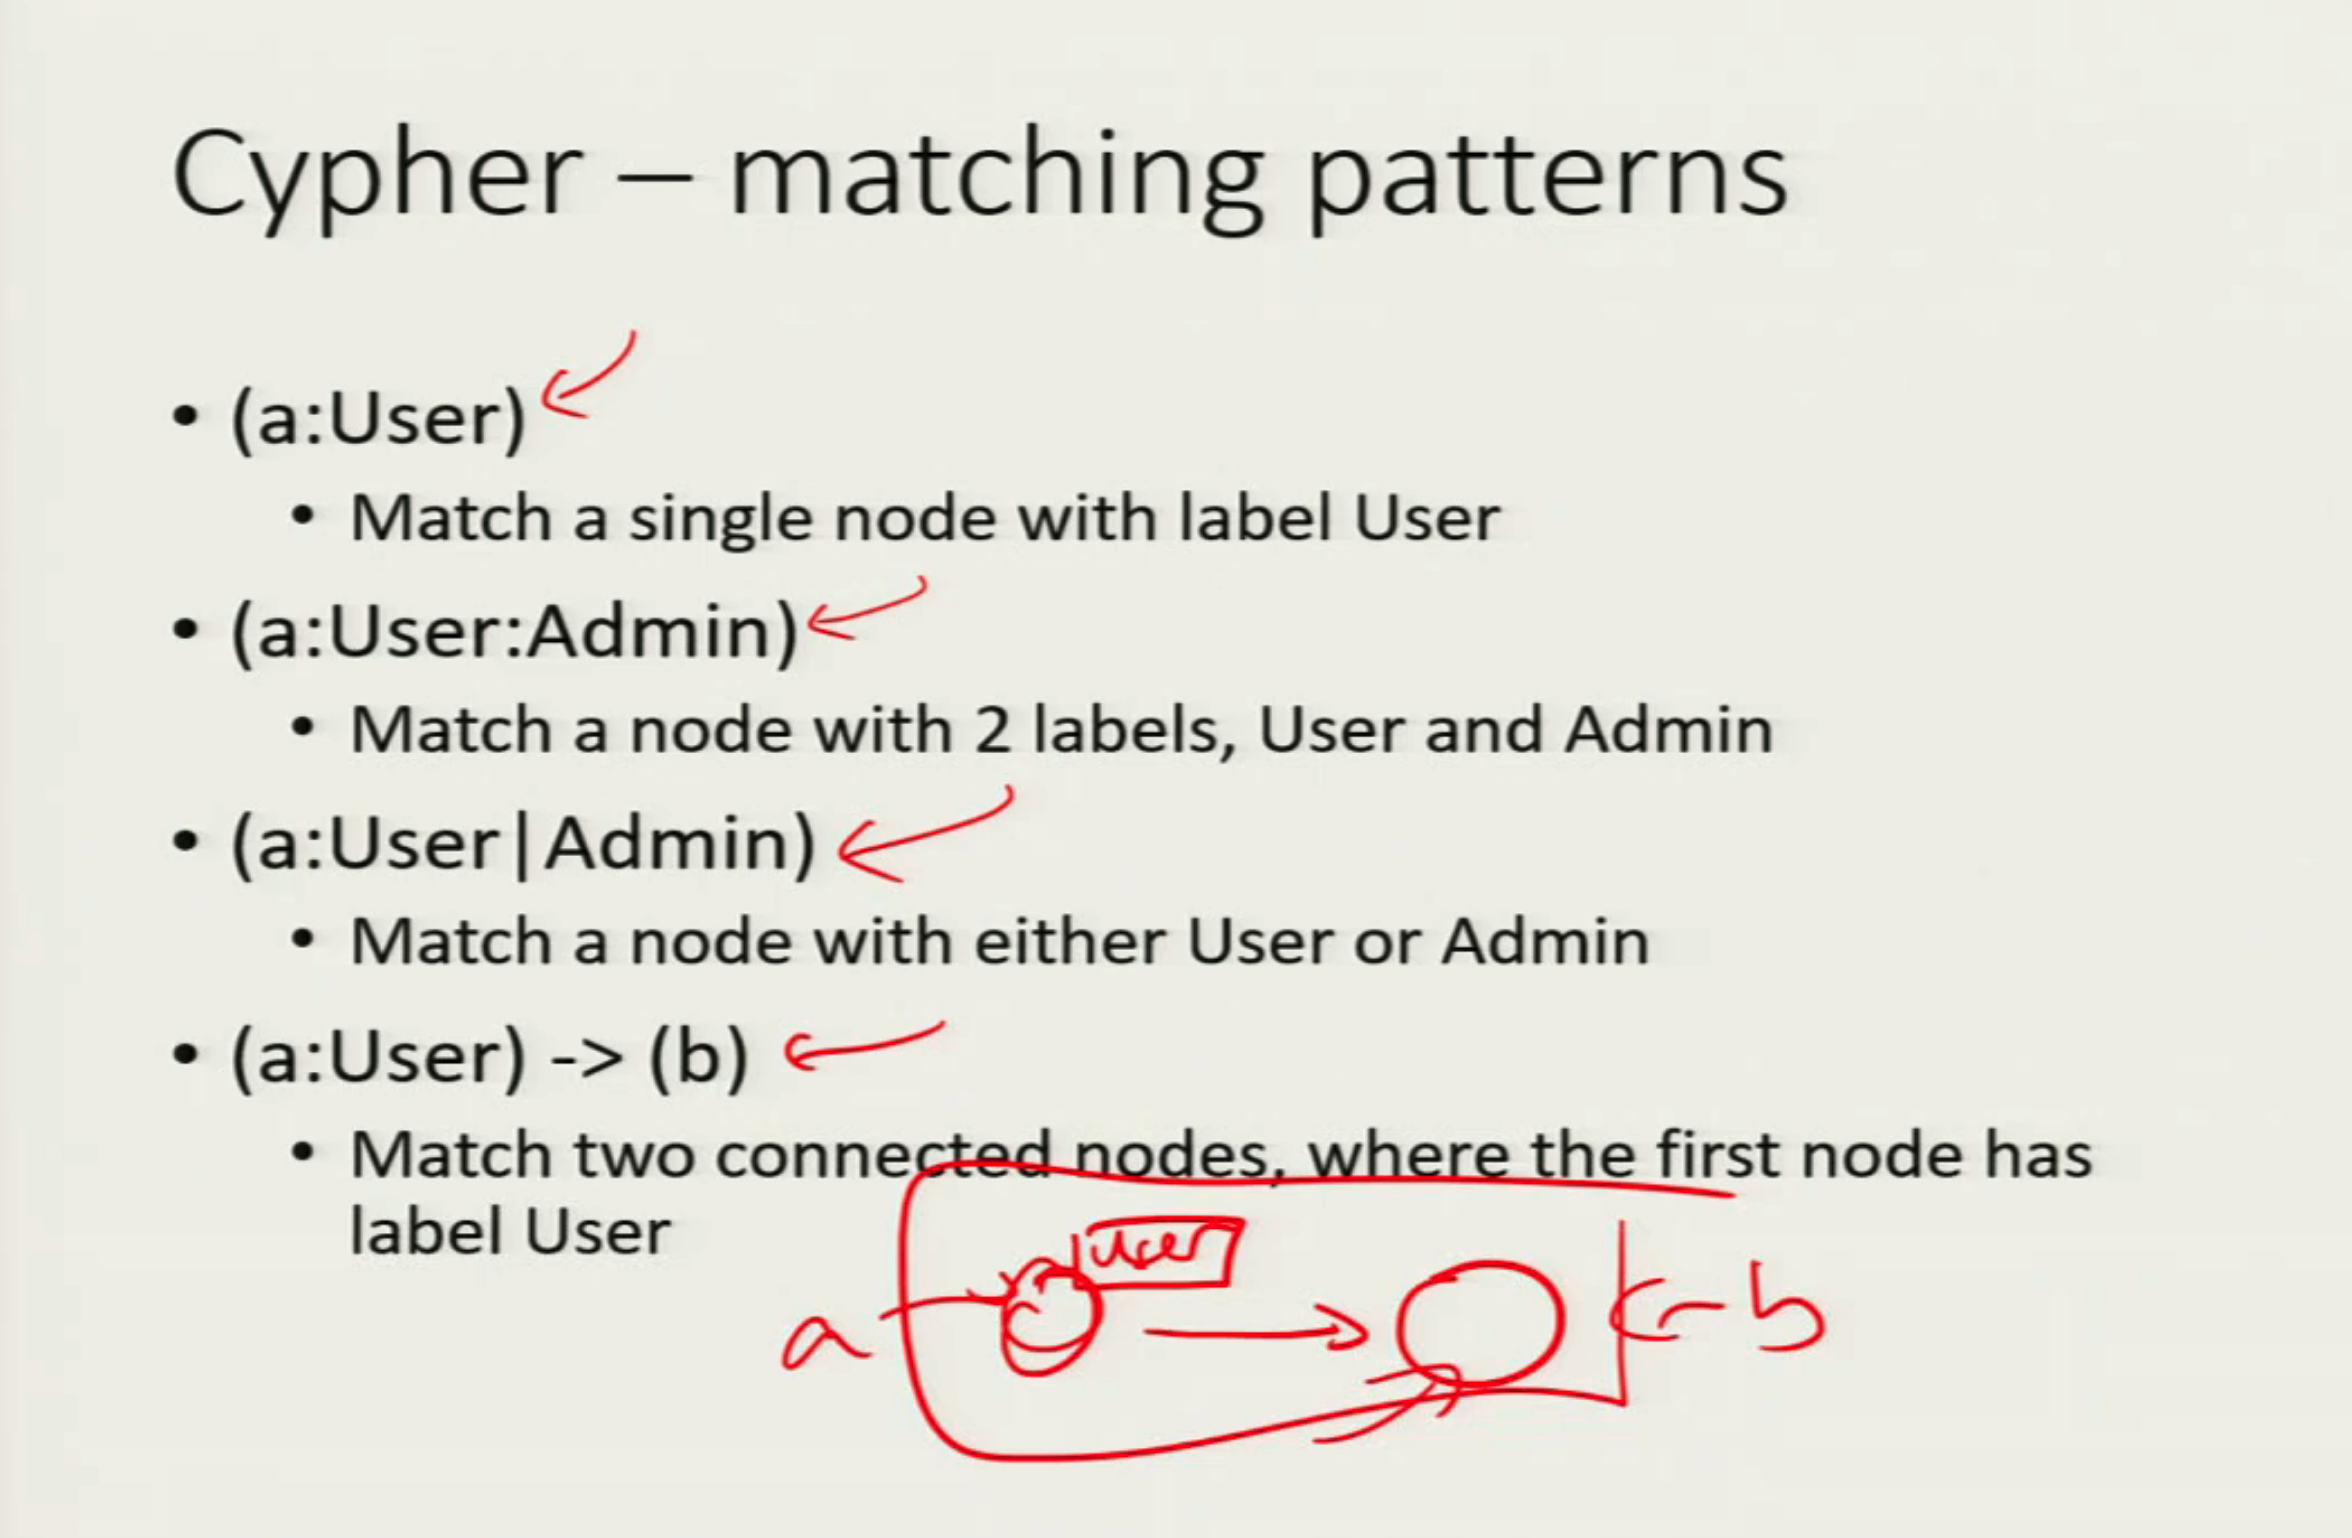 Cypher – matching patterns
• (a:User)
• Match a single node with label User
• (a:User:Admin)
• Match a node with 2 labels, User and Admin
• (a:User|Admin)
• Match a node with either User or Admin
• (a:User) -> (b)
• Match two connected nodes, where the first node has
label User
user
a
b